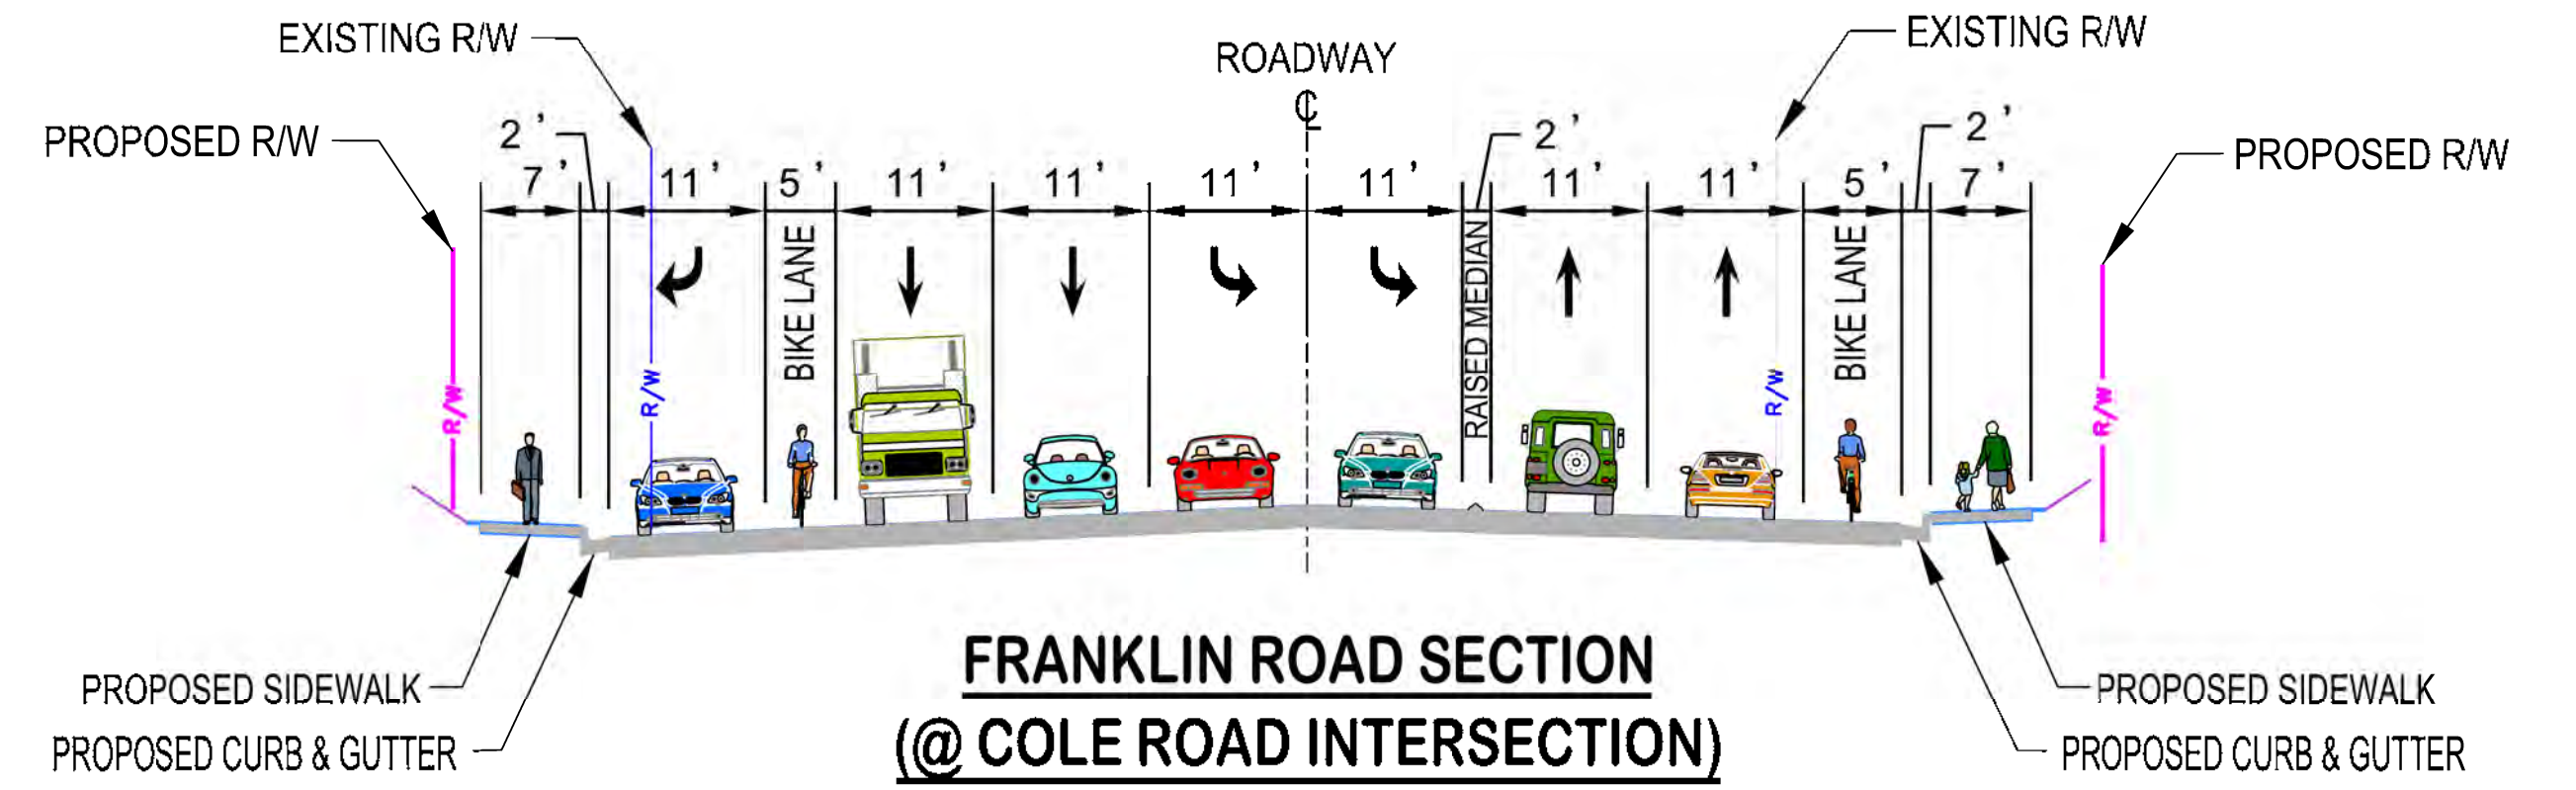 EXISTING R/W
ROADWAY
℄
EXISTING R/W
PROPOSED R/W
2'
2'
2'
PROPOSED R/W
7'
11'
5'
11'
11'
11'
11'
11'
11'
5'
7'
BIKE LANE
RAISED MEDIAN
BIKE LANE
R/W
R/W
R/W
R/W
FRANKLIN ROAD SECTION
(@ COLE ROAD INTERSECTION)
PROPOSED SIDEWALK
PROPOSED CURB & GUTTER
PROPOSED SIDEWALK
PROPOSED CURB & GUTTER